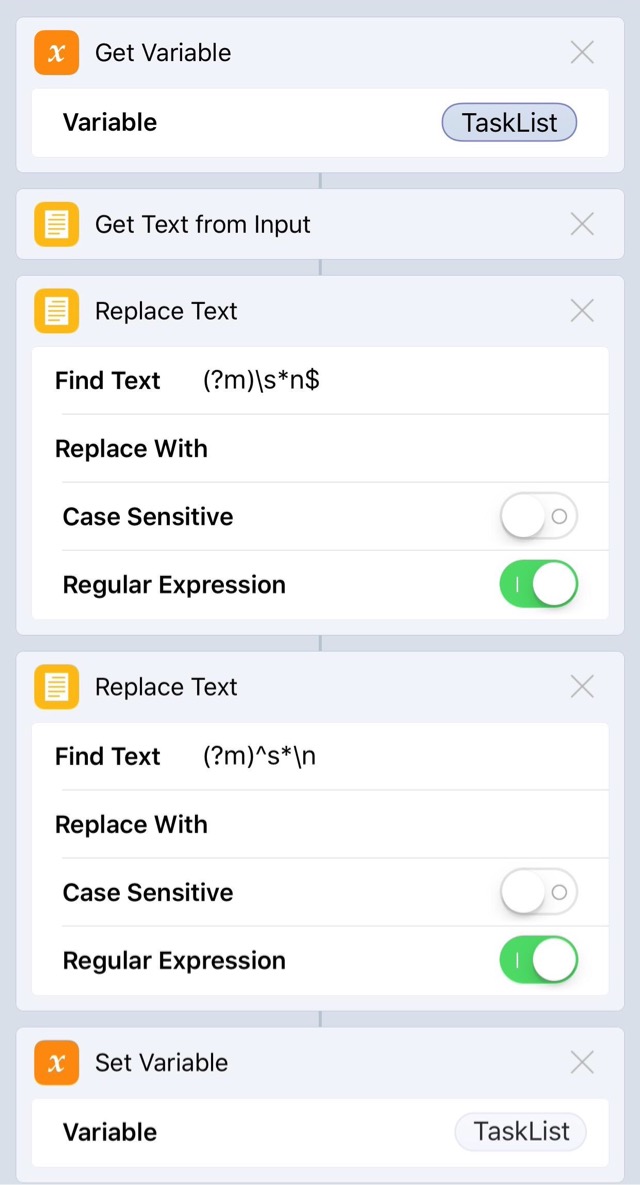 Get Variable
Variable TaskList
Get Text from Input
Replace Text
Find Text (?m)\s*n$
Replace With
Case Sensitive
Regular Expression
Replace Text
Find Text (?m)^s*\n
Replace With
Case Sensitive
Regular Expression
Set Variable
Variable TaskList